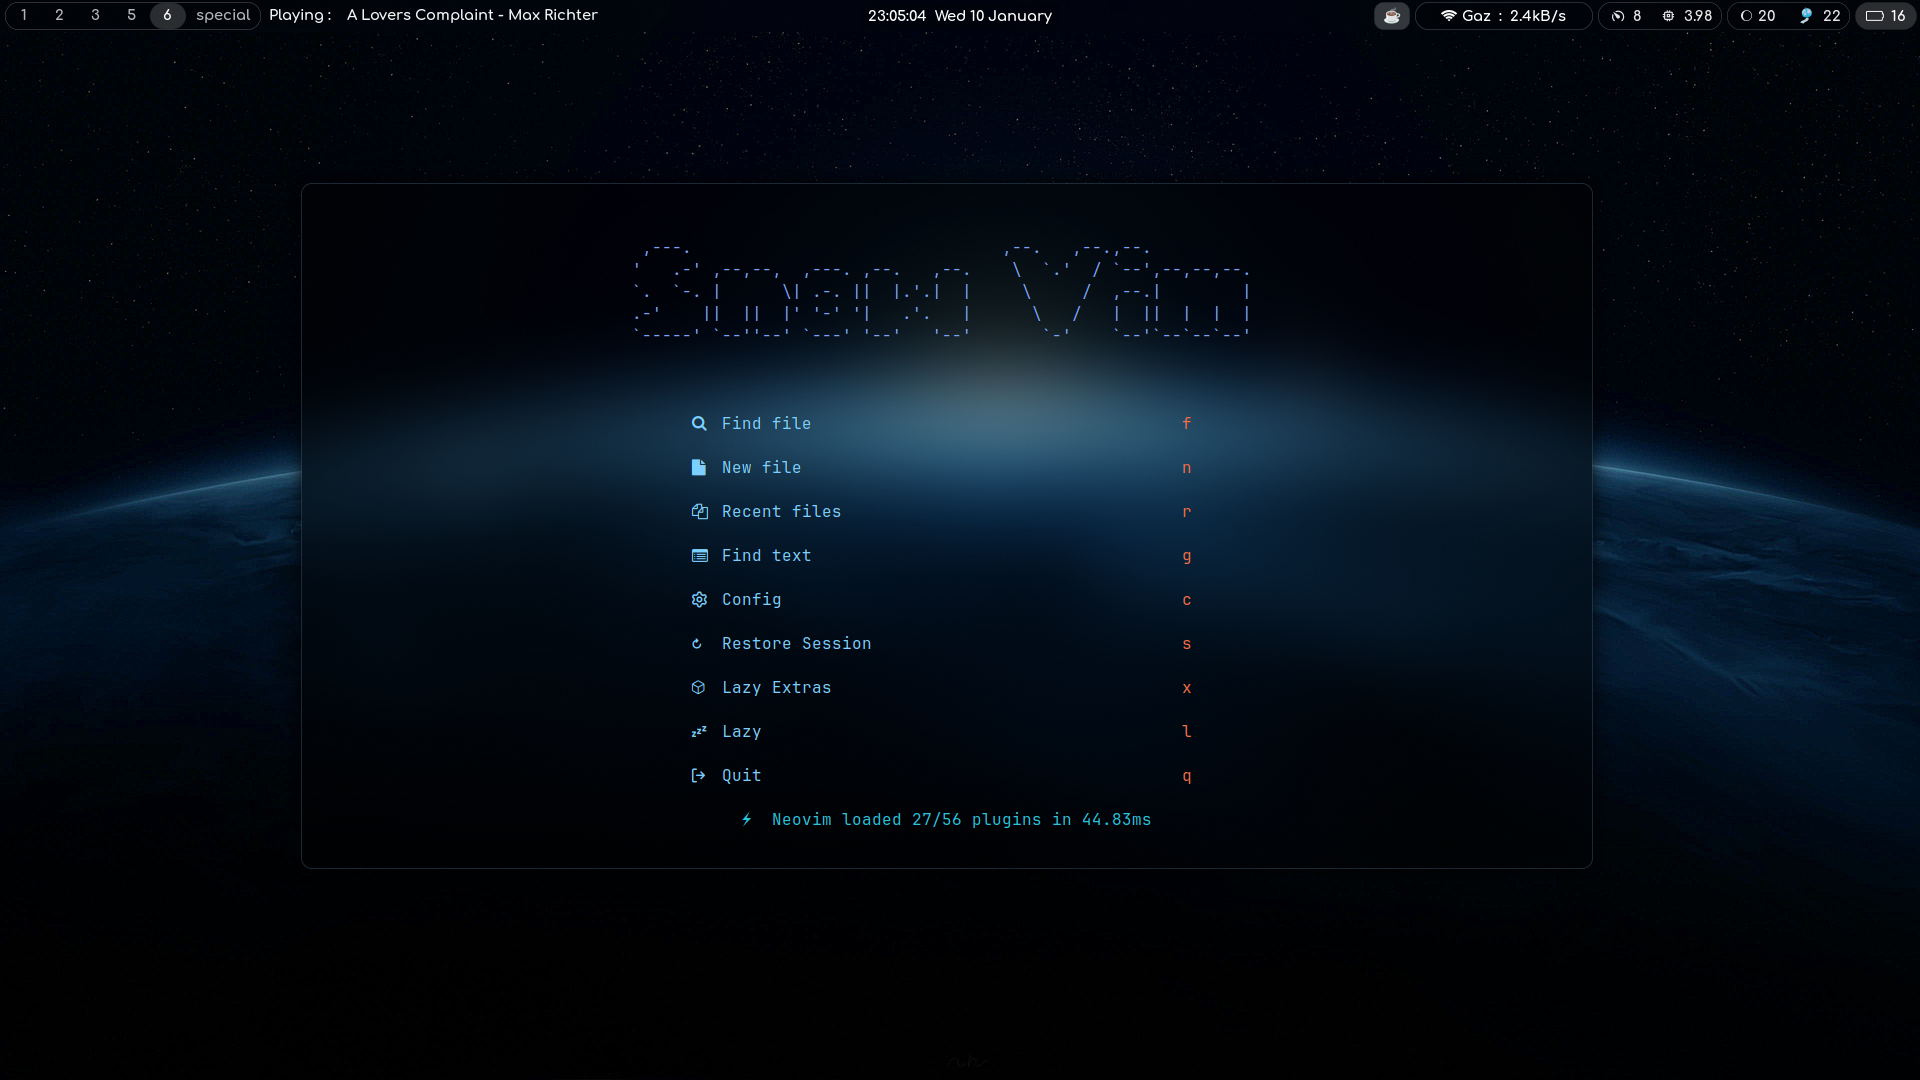 1 2 3 5 6 special Playing : A Lovers Complaint - Max Richter 23:05:04 Wed 10 January Gaz : 2.4kB/s 8 3.98 20 22 16
Snow Vim
Find file f
New file n
Recent files r
Find text g
Config c
Restore Session s
Lazy Extras x
Lazy l
Quit q
Neovim loaded 27/56 plugins in 44.83ms